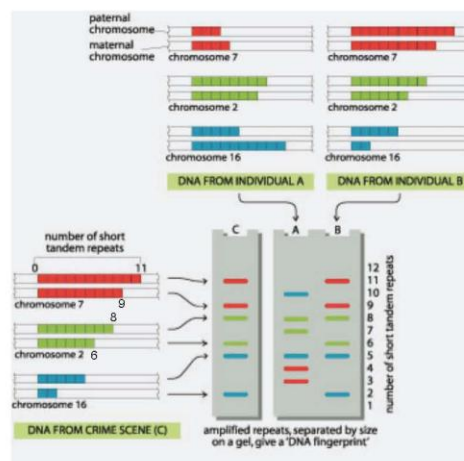 paternal
chromosome
maternal
chromosome
chromosome 7
chromosome 2
chromosome 16
DNA FROM INDIVIDUAL A
chromosome 7
chromosome 2
chromosome 16
DNA FROM INDIVIDUAL B
number of short
tandem repeats
0 11
9
chromosome 7
8
chromosome 2 6
chromosome 16
DNA FROM CRIME SCENE (C)
C A B
12
11
10
9
8
7
6
5
4
3
2
1
number of short tandem repeats
amplified repeats, separated by size
on a gel, give a 'DNA fingerprint'